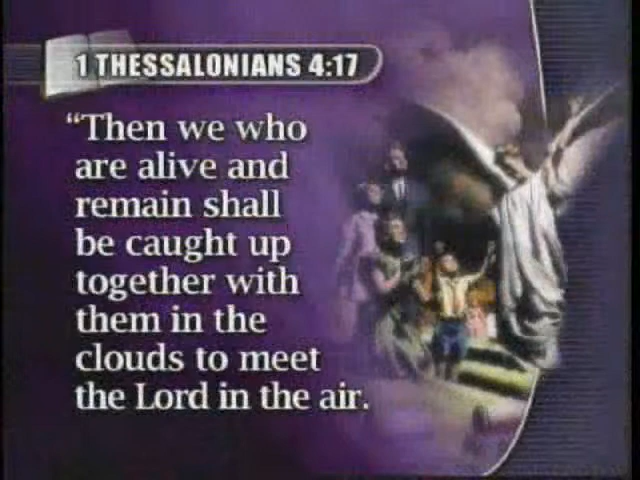 1 THESSALONIANS 4:17
“Then we who
are alive and
remain shall
be caught up
together with
them in the
clouds to meet
the Lord in the air.